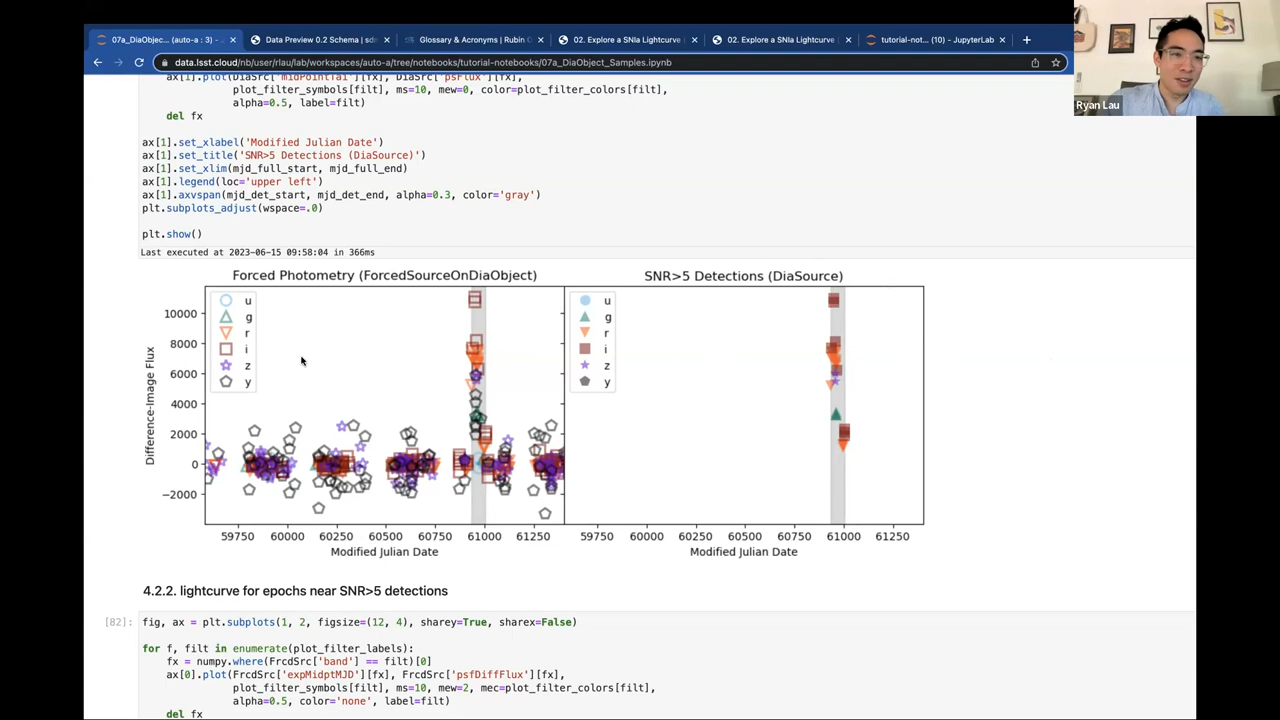 07a_DiaObjec... (auto-a : 3) -
Data Preview 0.2 Schema | sdm
Glossary & Acronyms | Rubin O
02. Explore a SNIa Lightcurve i
02. Explore a SNIa Lightcurve i
tutorial-not... (10) - JupyterLab
data.lsst.cloud/nb/user/rlau/lab/workspaces/auto-a/tree/notebooks/tutorial-notebooks/07a_DiaObject_Samples.ipynb
Ryan Lau
ax[1].plot(DiaSrc['midPointTai'][fx], DiaSrc['psFlux'][fx],
plot_filter_symbols[filt], ms=10, mew=0, color=plot_filter_colors[filt],
alpha=0.5, label=filt)
del fx
ax[1].set_xlabel('Modified Julian Date')
ax[1].set_title('SNR>5 Detections (DiaSource)')
ax[1].set_xlim(mjd_full_start, mjd_full_end)
ax[1].legend(loc='upper left')
ax[1].axvspan(mjd_det_start, mjd_det_end, alpha=0.3, color='gray')
plt.subplots_adjust(wspace=.0)
plt.show()
Last executed at 2023-06-15 09:58:04 in 366ms
Forced Photometry (ForcedSourceOnDiaObject)
SNR>5 Detections (DiaSource)
Difference-Image Flux
10000
8000
6000
4000
2000
0
−2000
u
g
r
i
z
y
u
g
r
i
z
y
59750 60000 60250 60500 60750 61000 61250
59750 60000 60250 60500 60750 61000 61250
Modified Julian Date
Modified Julian Date
4.2.2. lightcurve for epochs near SNR>5 detections
[82]:
fig, ax = plt.subplots(1, 2, figsize=(12, 4), sharey=True, sharex=False)
for f, filt in enumerate(plot_filter_labels):
fx = numpy.where(FrcdSrc['band'] == filt)[0]
ax[0].plot(FrcdSrc['expMidptMJD'][fx], FrcdSrc['psfDiffFlux'][fx],
plot_filter_symbols[filt], ms=10, mew=2, mec=plot_filter_colors[filt],
alpha=0.5, color='none', label=filt)
del fx